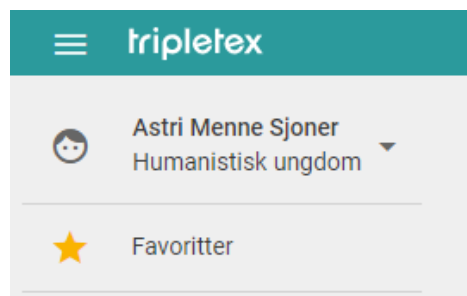 tripletex
Astri Menne Sjoner
Humanistisk ungdom
Favoritter